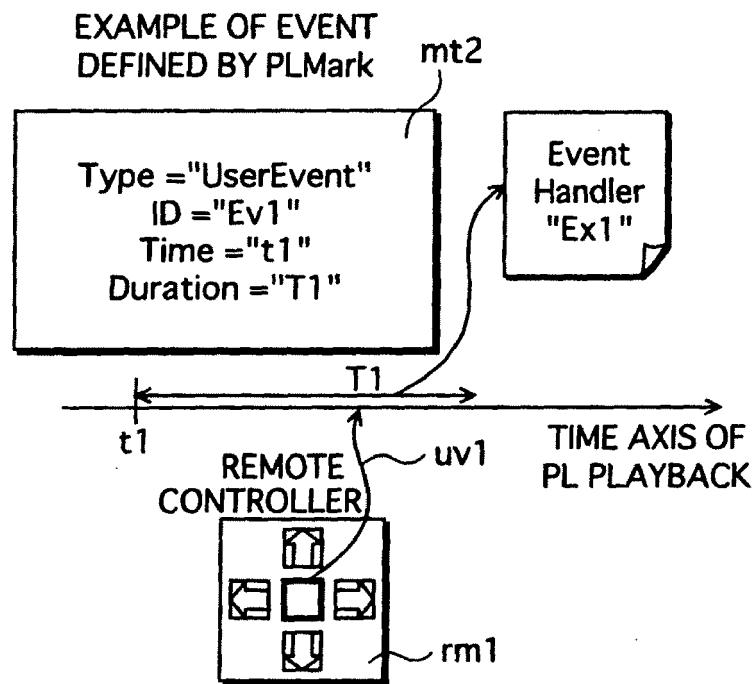 EXAMPLE OF EVENT
DEFINED BY PLMark
mt2
Type ="UserEvent"
ID ="Ev1"
Time ="t1"
Duration ="T1"
Event
Handler
"Ex1"
T1
t1
TIME AXIS OF
PL PLAYBACK
uv1
REMOTE
CONTROLLER
rm1